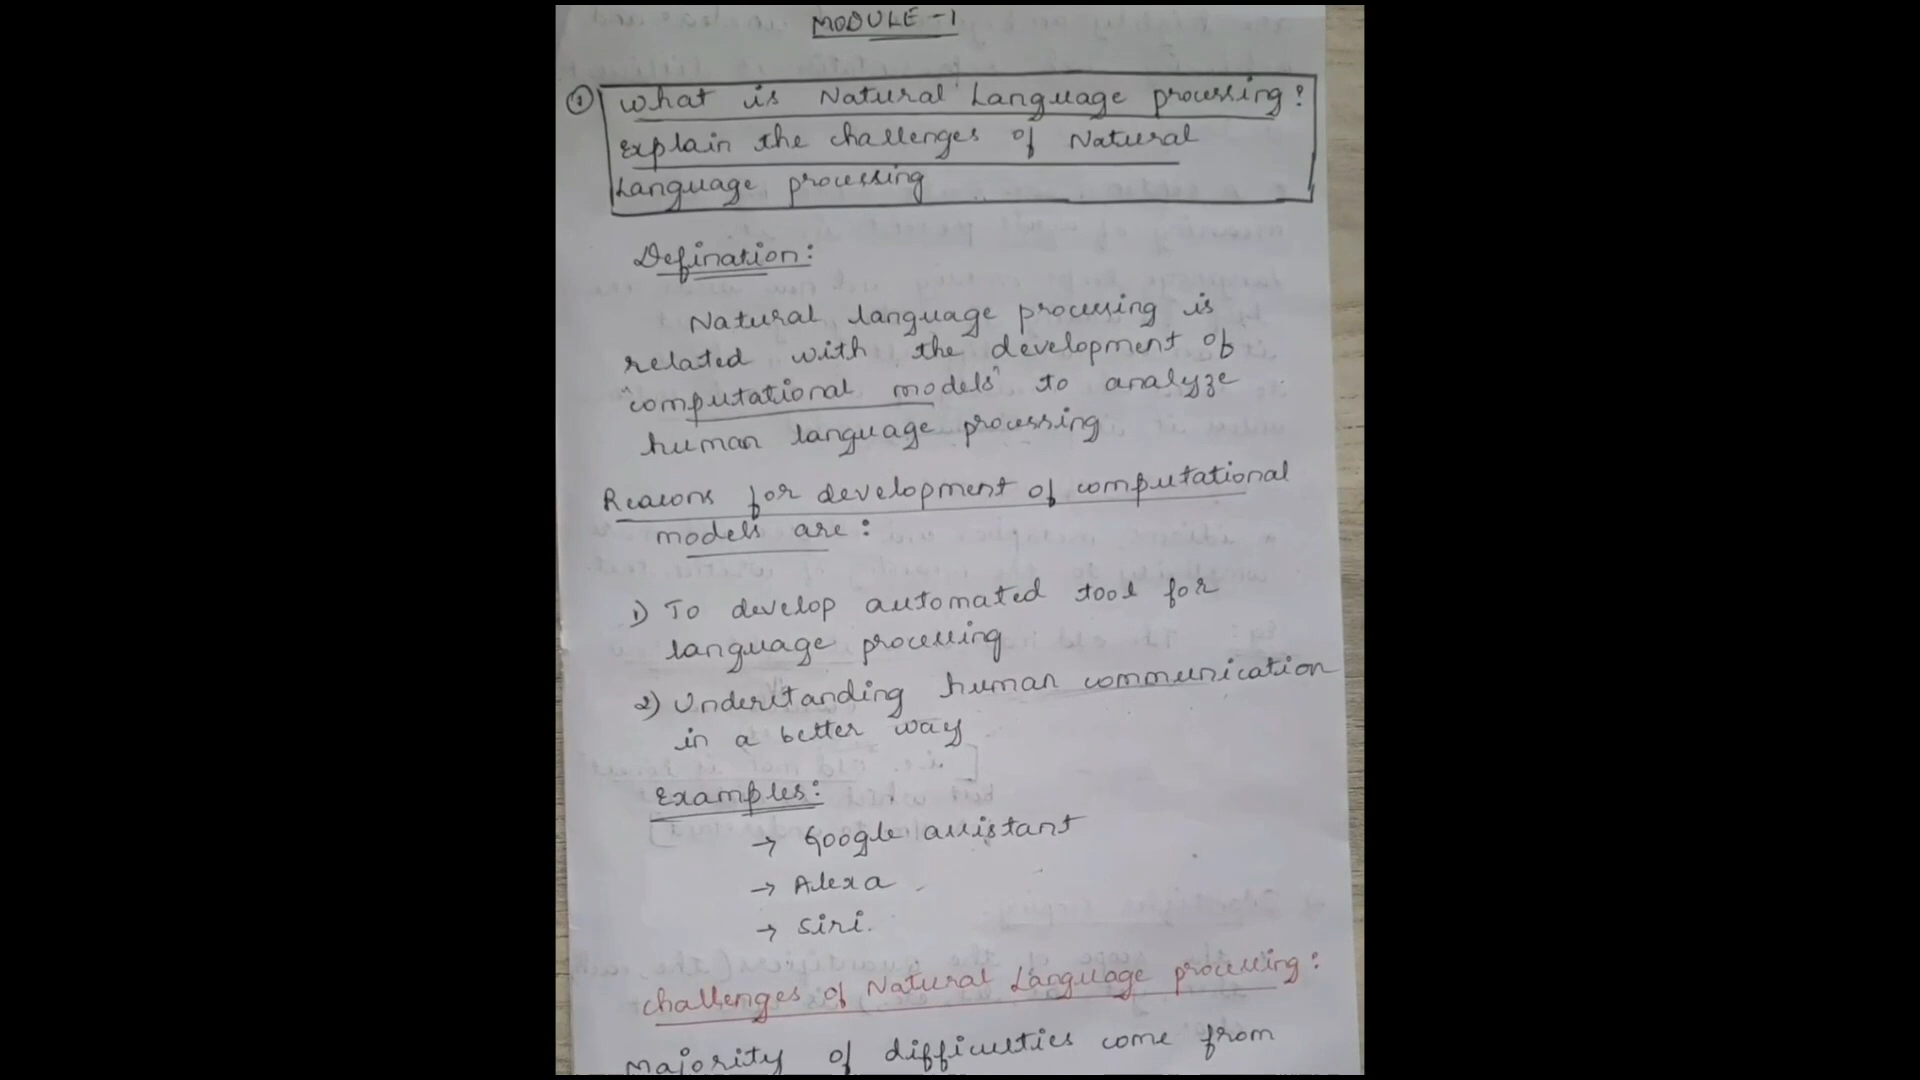 MODULE -1
① What is Natural Language processing?
Explain the challenges of Natural
Language processing
Defination:
Natural language processing is
related with the development of
"computational models" to analyze
human language processing
Reasons for development of computational
models are:
1) To develop automated tool for
language processing
2) Understanding human communication
in a better way
Examples:
→ Google assistant
→ Alexa
→ Siri.
challenges of Natural Language processing:
Majority of difficulties come from